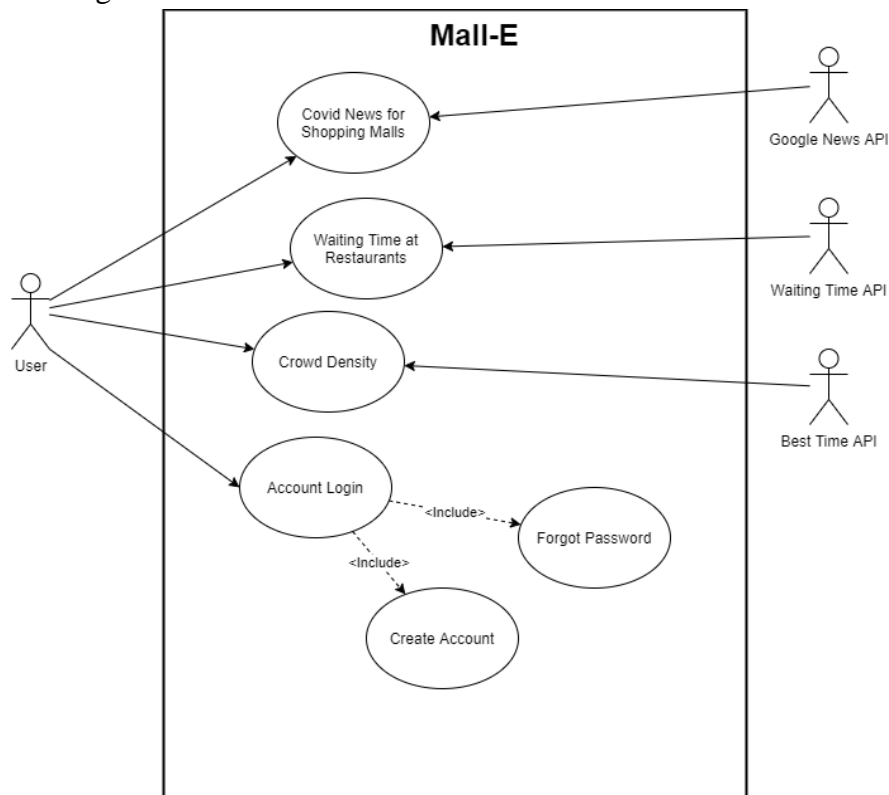 Mall-E
Covid News for
Shopping Malls
Google News API
Waiting Time at
Restaurants
Waiting Time API
User
Crowd Density
Best Time API
Account Login
<Include>
Forgot Password
<Include>
Create Account